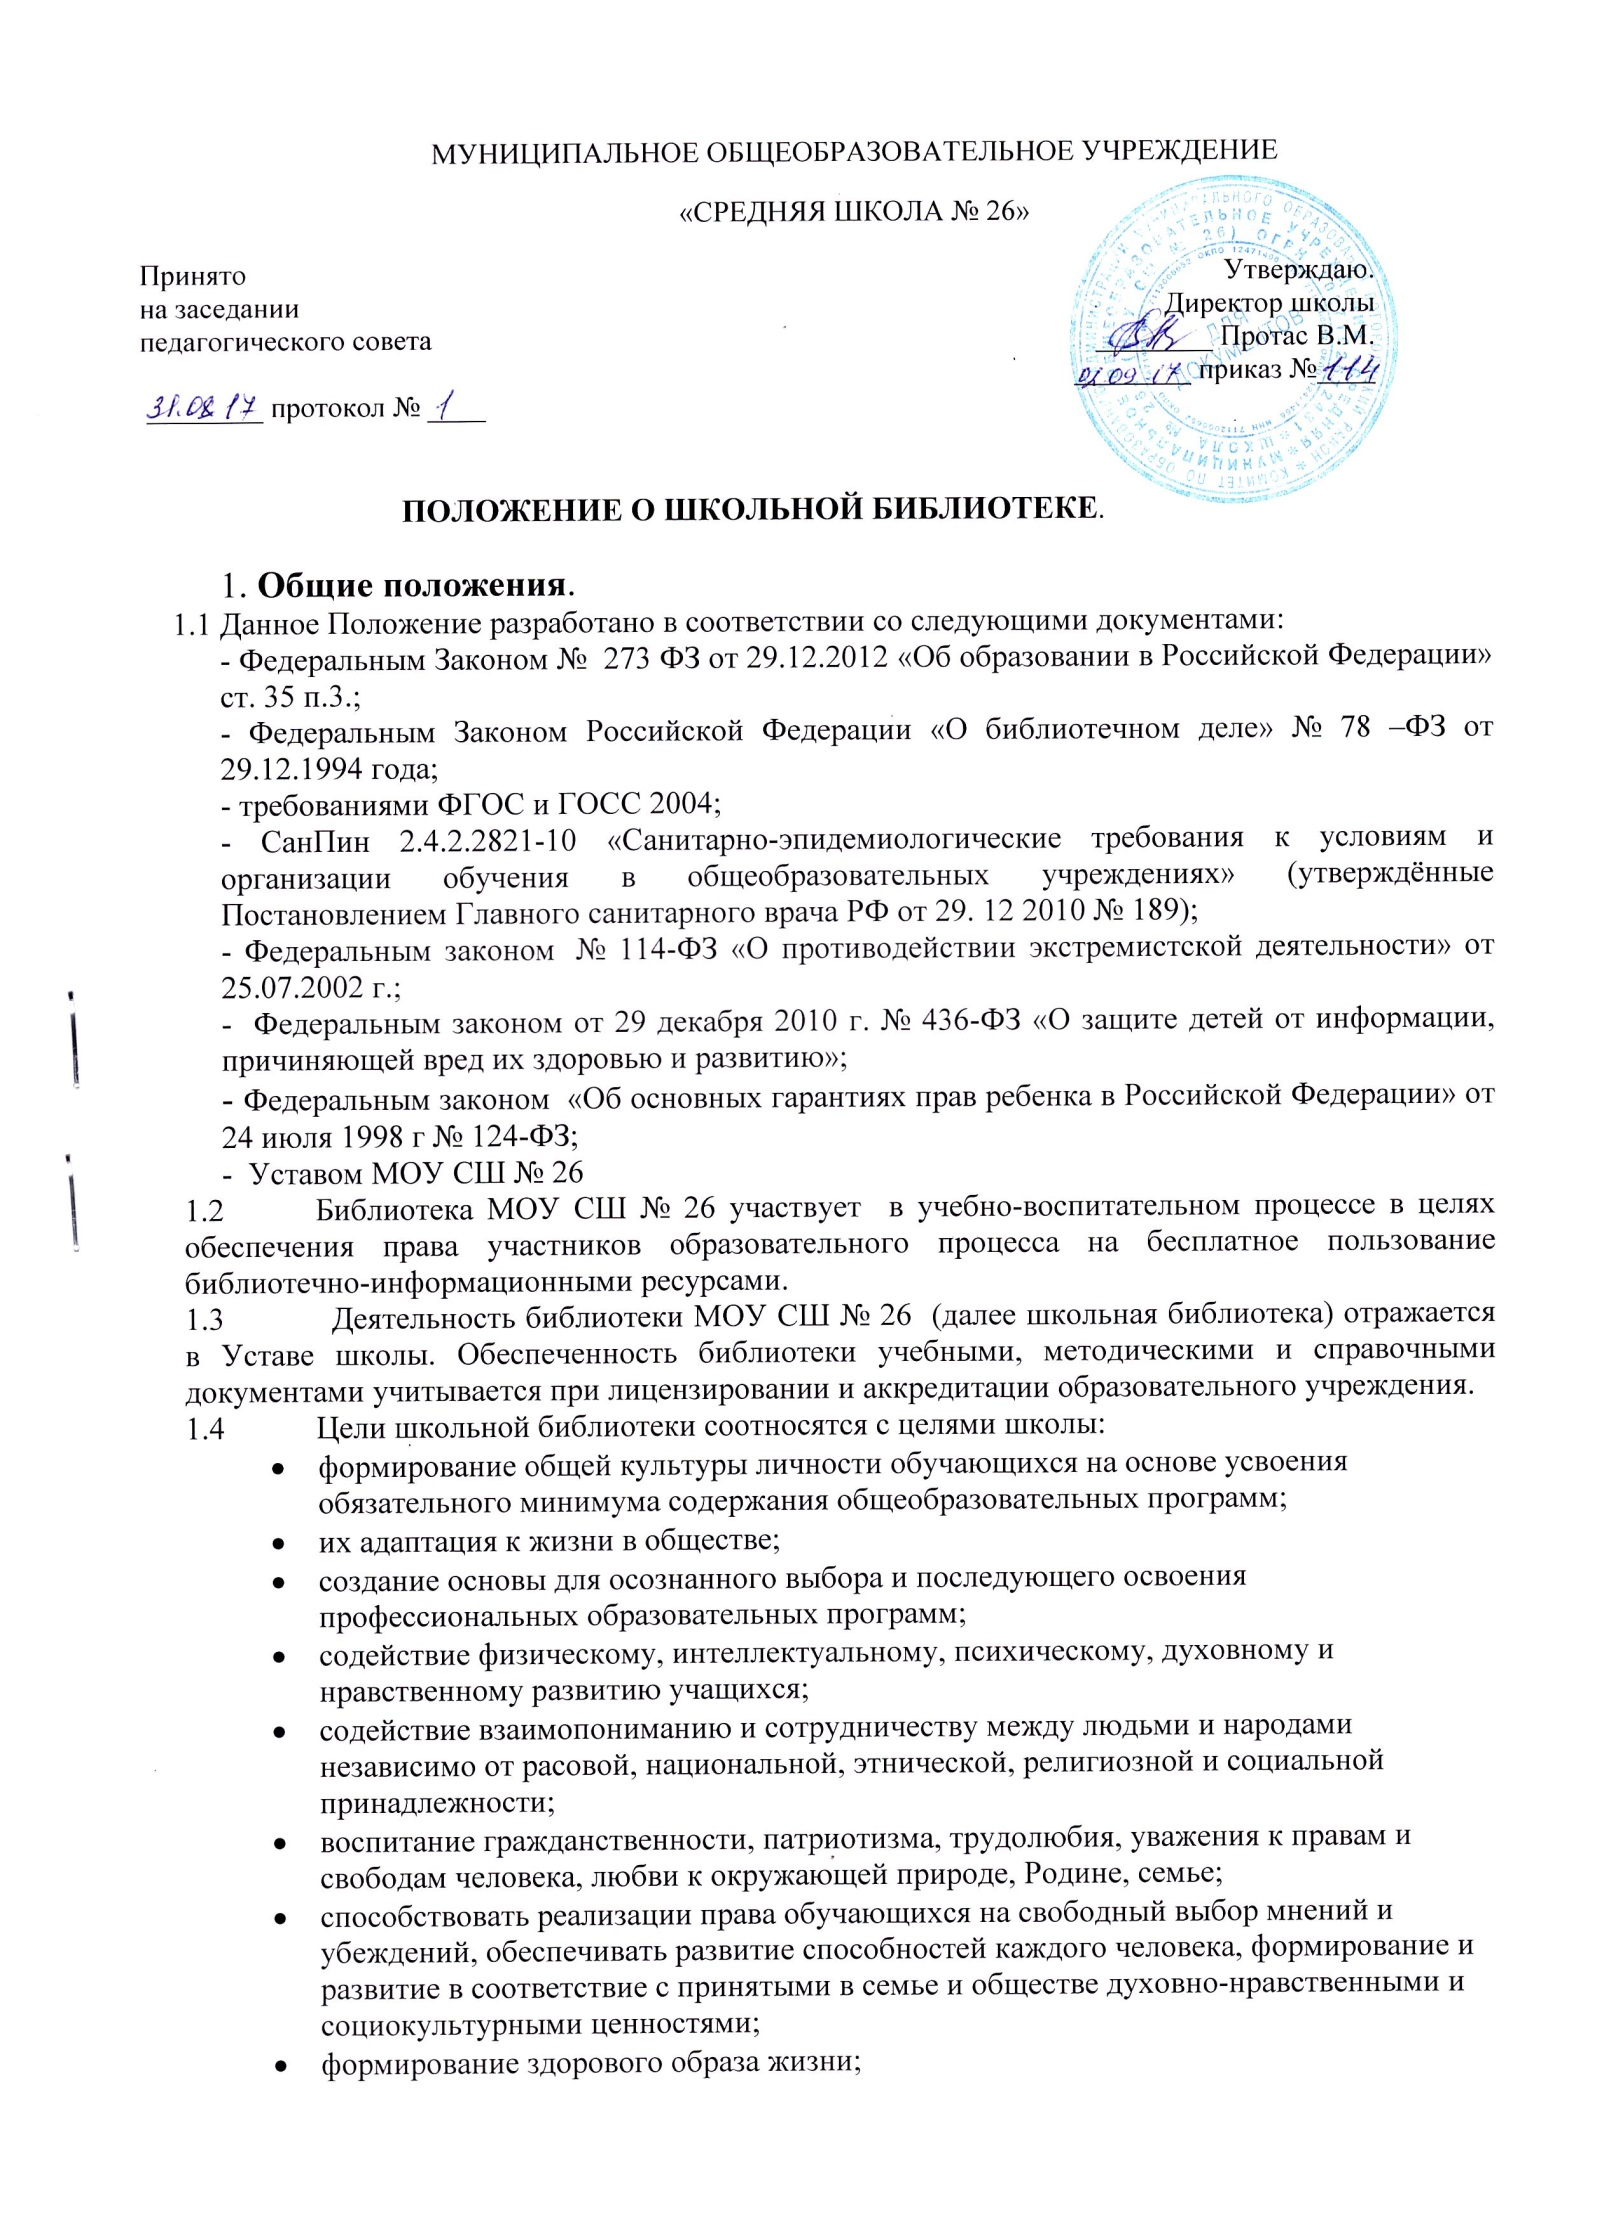 МУНИЦИПАЛЬНОЕ ОБЩЕОБРАЗОВАТЕЛЬНОЕ УЧРЕЖДЕНИЕ
«СРЕДНЯЯ ШКОЛА № 26»
Принято
на заседании
педагогического совета
31.08.17 протокол № 1
Утверждаю.
Директор школы
Протас В.М.
01.09.17 приказ № 114
ДЛЯ
ДОКУМЕНТОВ
ПОЛОЖЕНИЕ О ШКОЛЬНОЙ БИБЛИОТЕКЕ.
1. Общие положения.
1.1 Данное Положение разработано в соответствии со следующими документами:
- Федеральным Законом № 273 ФЗ от 29.12.2012 «Об образовании в Российской Федерации»
ст. 35 п.3.;
- Федеральным Законом Российской Федерации «О библиотечном деле» № 78 –ФЗ от
29.12.1994 года;
- требованиями ФГОС и ГОСС 2004;
- СанПин 2.4.2.2821-10 «Санитарно-эпидемиологические требования к условиям и
организации обучения в общеобразовательных учреждениях» (утверждённые
Постановлением Главного санитарного врача РФ от 29. 12 2010 № 189);
- Федеральным законом № 114-ФЗ «О противодействии экстремистской деятельности» от
25.07.2002 г.;
- Федеральным законом от 29 декабря 2010 г. № 436-ФЗ «О защите детей от информации,
причиняющей вред их здоровью и развитию»;
- Федеральным законом «Об основных гарантиях прав ребенка в Российской Федерации» от
24 июля 1998 г № 124-ФЗ;
- Уставом МОУ СШ № 26
1.2 Библиотека МОУ СШ № 26 участвует в учебно-воспитательном процессе в целях
обеспечения права участников образовательного процесса на бесплатное пользование
библиотечно-информационными ресурсами.
1.3 Деятельность библиотеки МОУ СШ № 26 (далее школьная библиотека) отражается
в Уставе школы. Обеспеченность библиотеки учебными, методическими и справочными
документами учитывается при лицензировании и аккредитации образовательного учреждения.
1.4 Цели школьной библиотеки соотносятся с целями школы:
• формирование общей культуры личности обучающихся на основе усвоения
обязательного минимума содержания общеобразовательных программ;
• их адаптация к жизни в обществе;
• создание основы для осознанного выбора и последующего освоения
профессиональных образовательных программ;
• содействие физическому, интеллектуальному, психическому, духовному и
нравственному развитию учащихся;
• содействие взаимопониманию и сотрудничеству между людьми и народами
независимо от расовой, национальной, этнической, религиозной и социальной
принадлежности;
• воспитание гражданственности, патриотизма, трудолюбия, уважения к правам и
свободам человека, любви к окружающей природе, Родине, семье;
• способствовать реализации права обучающихся на свободный выбор мнений и
убеждений, обеспечивать развитие способностей каждого человека, формирование и
развитие в соответствие с принятыми в семье и обществе духовно-нравственными и
социокультурными ценностями;
• формирование здорового образа жизни;